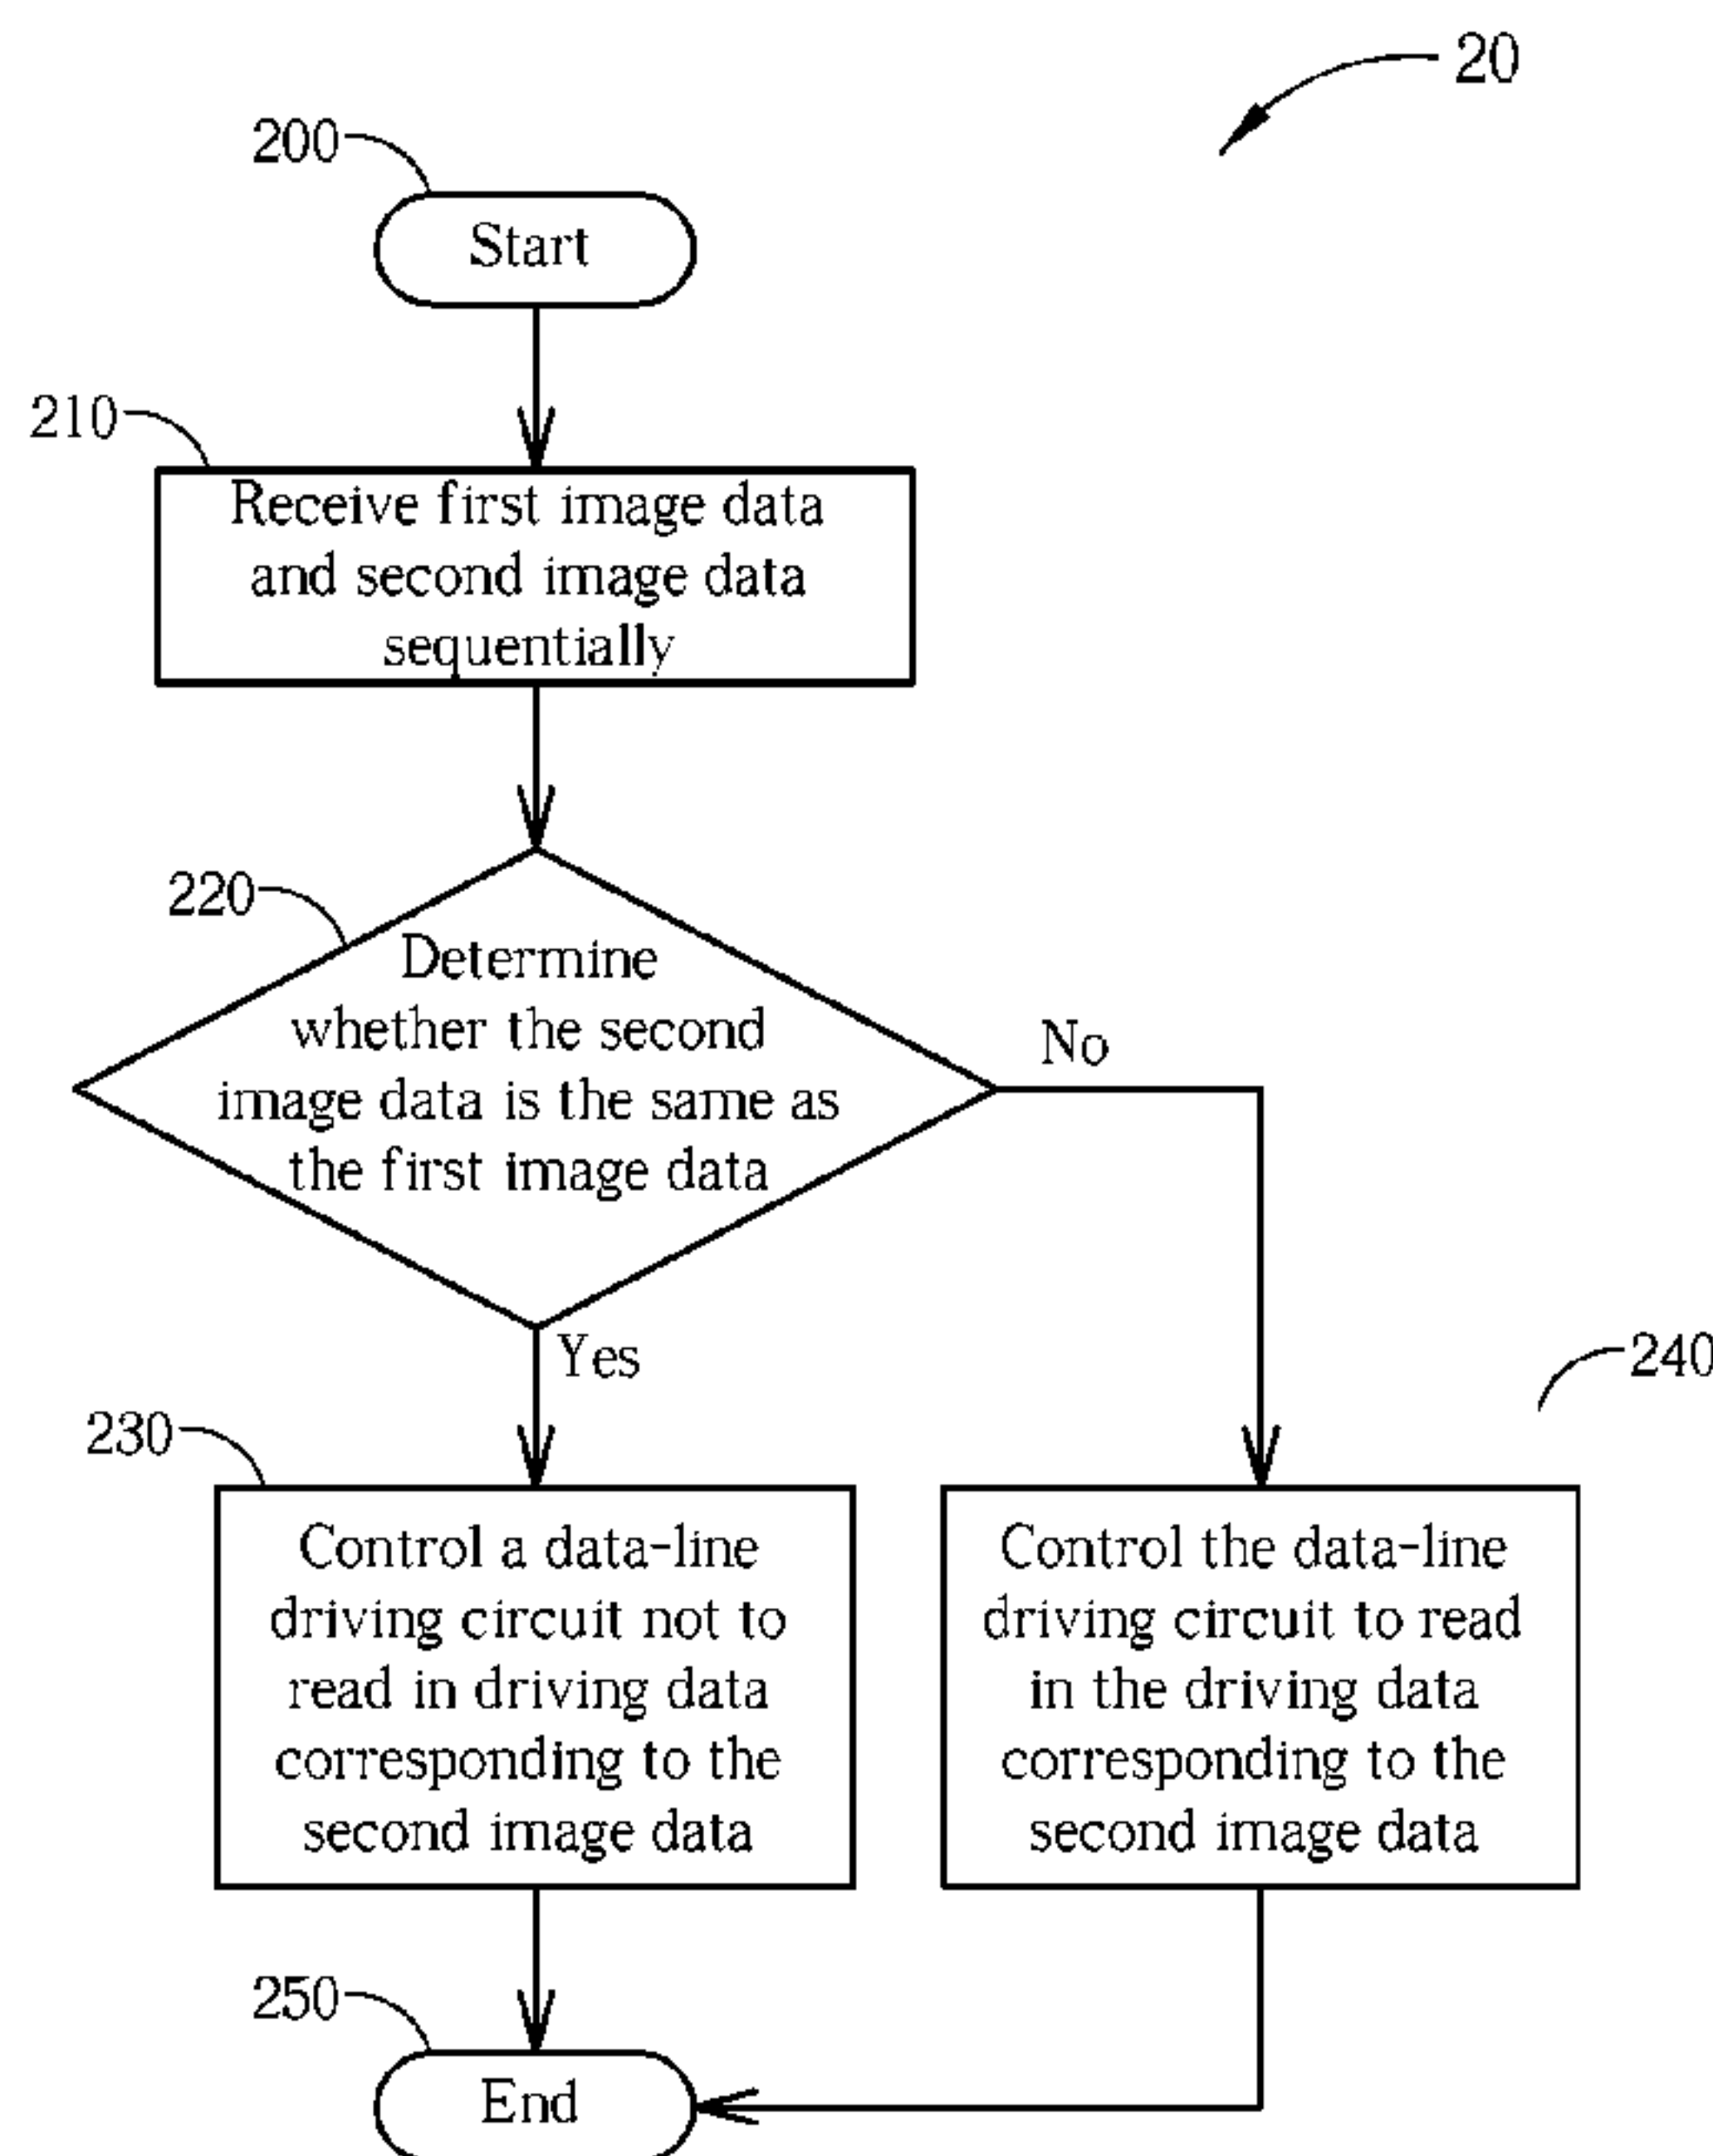 20
200
Start
210
Receive first image data
and second image data
sequentially
220
Determine
whether the second
image data is the same as
the first image data
No
Yes
240
230
Control a data-line
driving circuit not to
read in driving data
corresponding to the
second image data
Control the data-line
driving circuit to read
in the driving data
corresponding to the
second image data
250
End